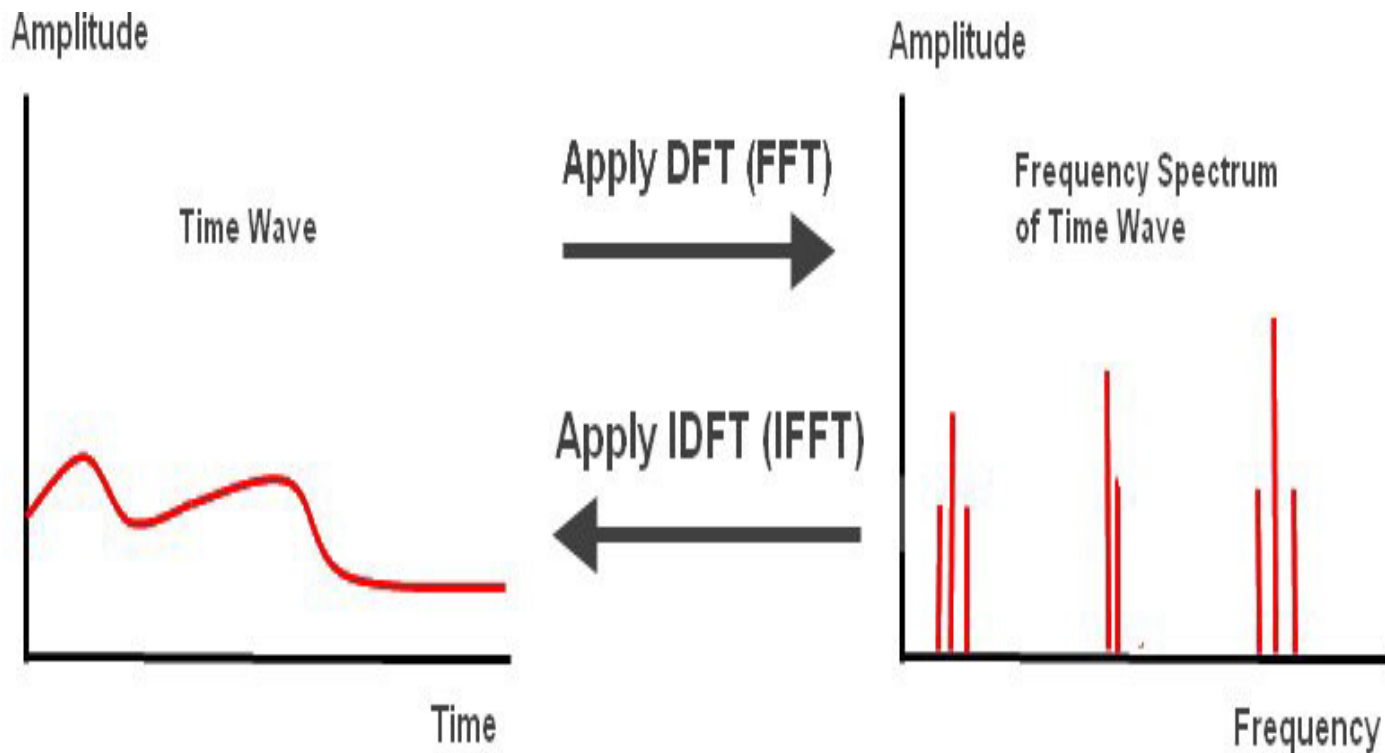 Amplitude
Time Wave
Time
Apply DFT (FFT)
Apply IDFT (IFFT)
Amplitude
Frequency Spectrum
of Time Wave
Frequency